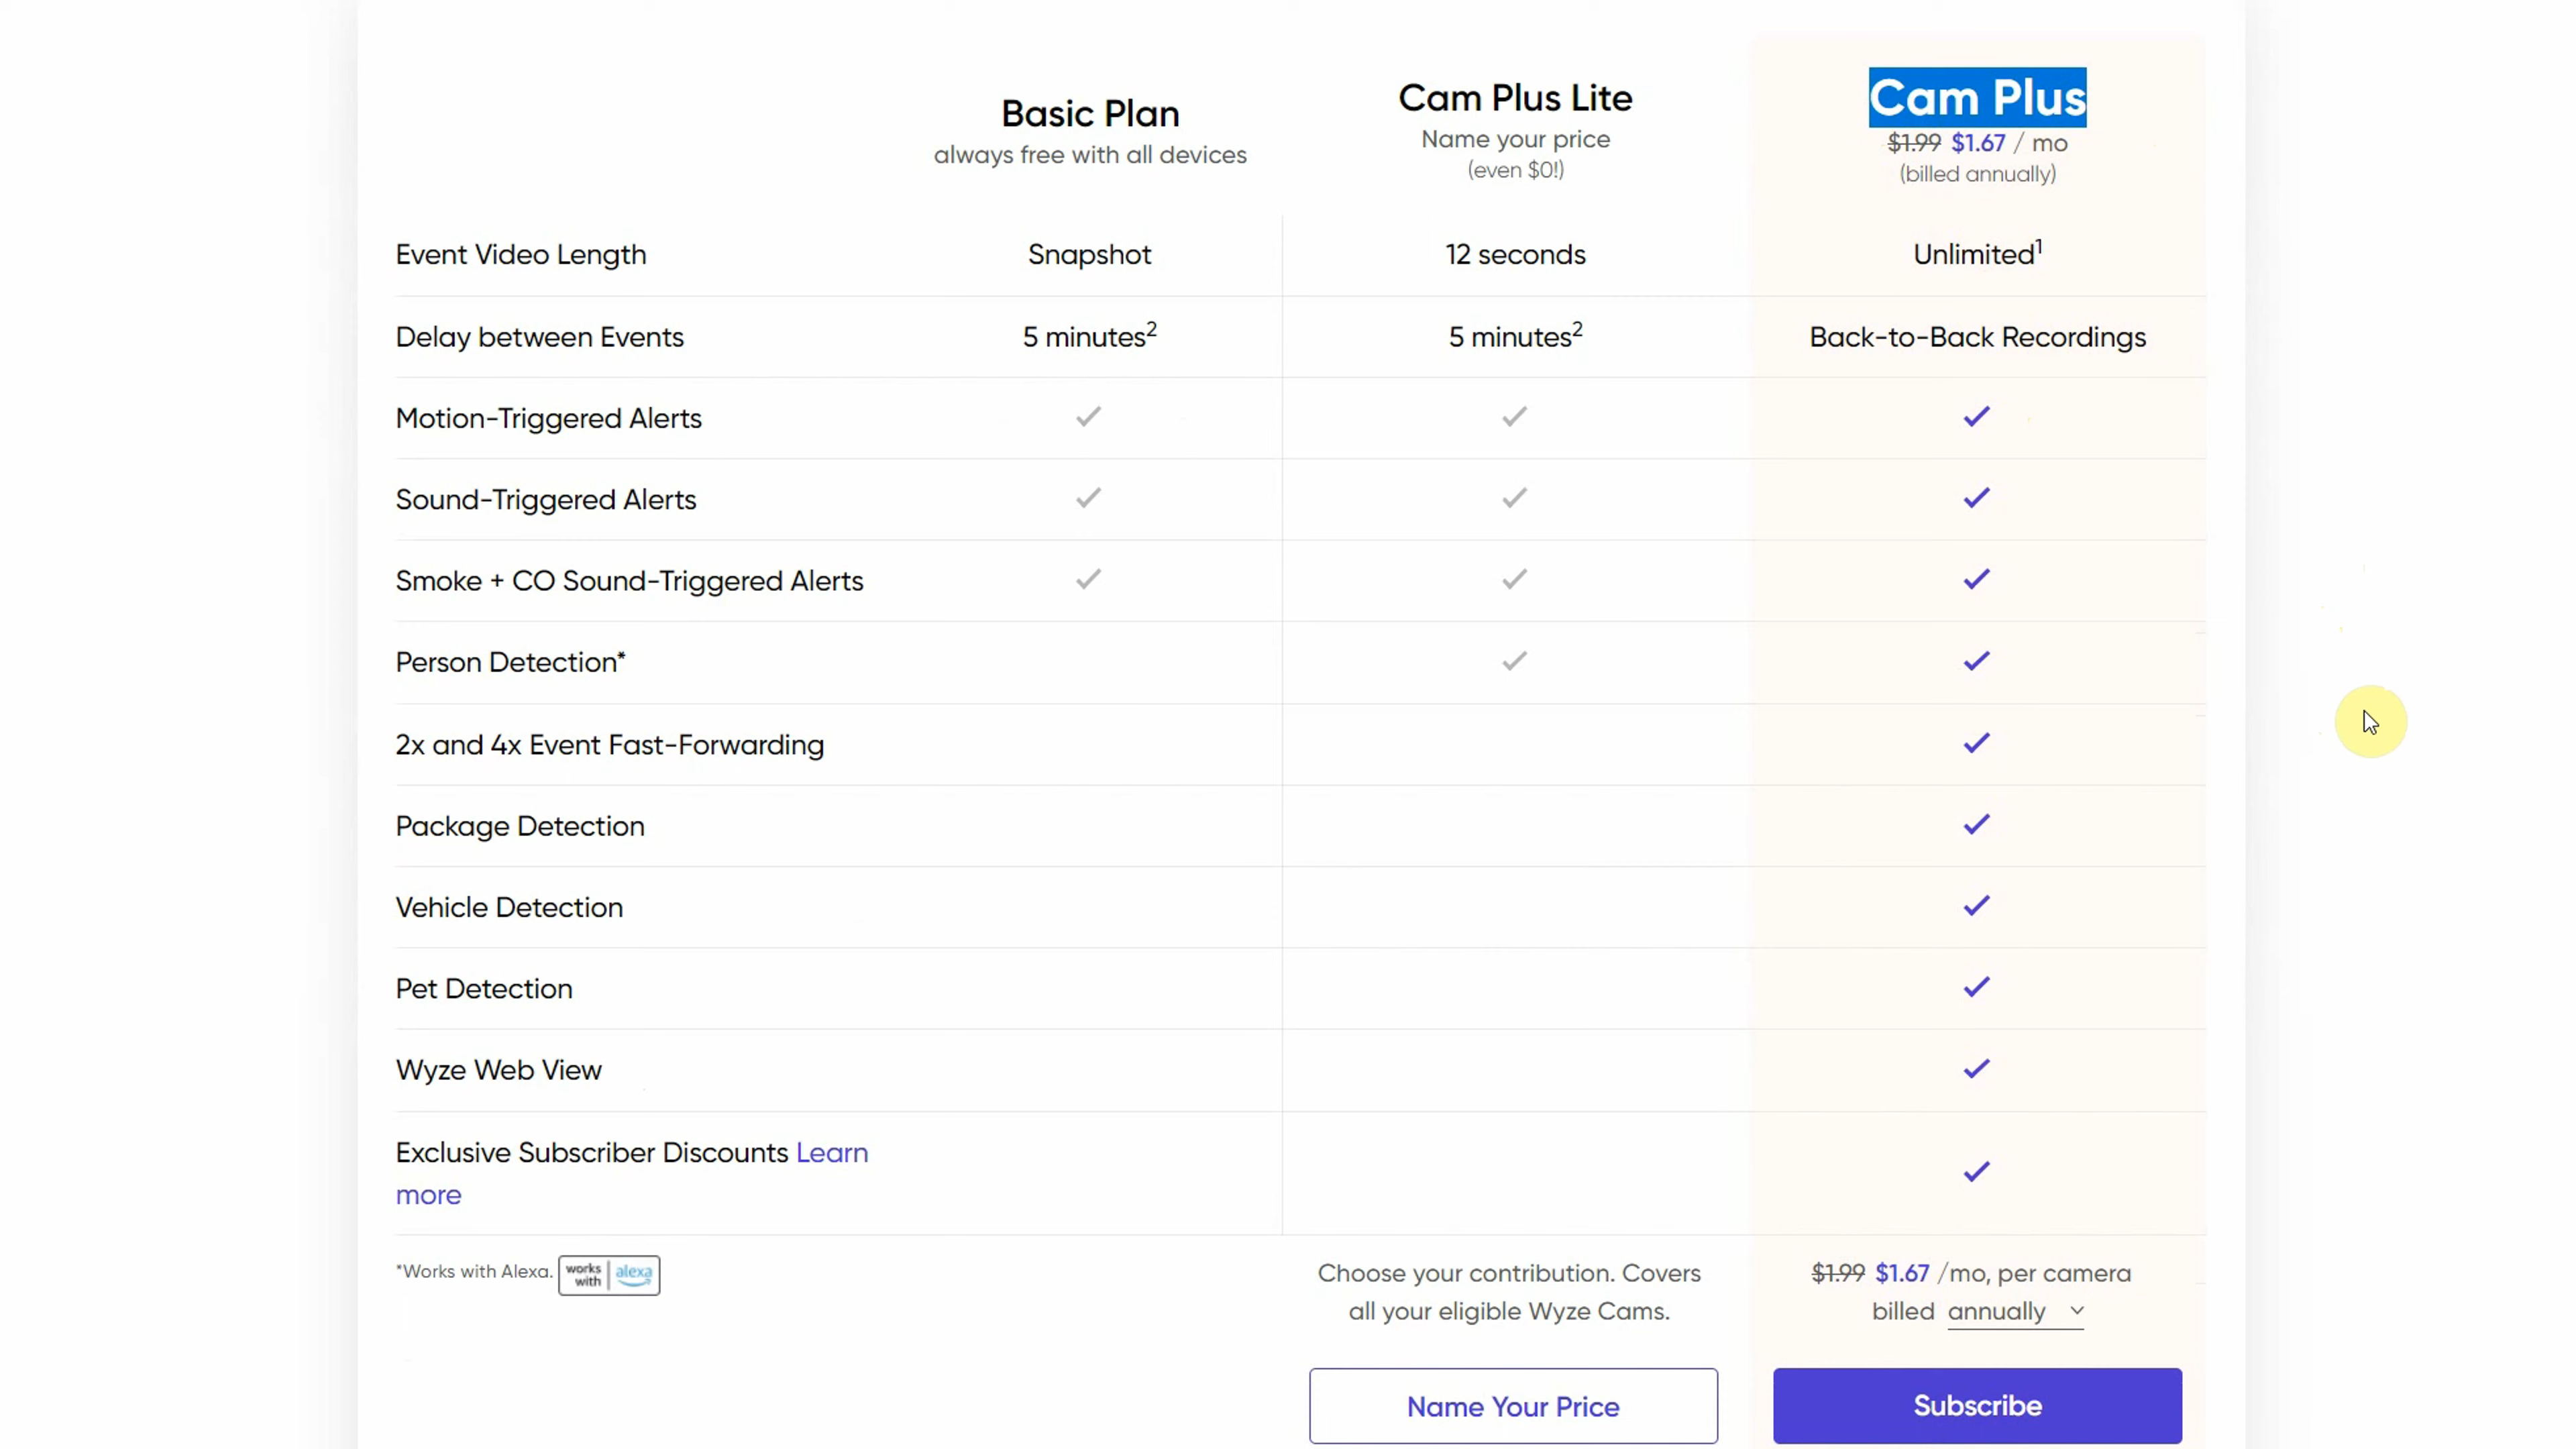 Basic Plan
always free with all devices
Cam Plus Lite
Name your price
(even $0!)
Cam Plus
$1.99 $1.67 / mo
(billed annually)
Event Video Length Snapshot 12 seconds Unlimited¹
Delay between Events 5 minutes² 5 minutes² Back-to-Back Recordings
Motion-Triggered Alerts
Sound-Triggered Alerts
Smoke + CO Sound-Triggered Alerts
Person Detection*
2x and 4x Event Fast-Forwarding
Package Detection
Vehicle Detection
Pet Detection
Wyze Web View
Exclusive Subscriber Discounts Learn
more
*Works with Alexa.
works
with
alexa
Choose your contribution. Covers
all your eligible Wyze Cams.
$1.99 $1.67 /mo, per camera
billed annually
Name Your Price
Subscribe